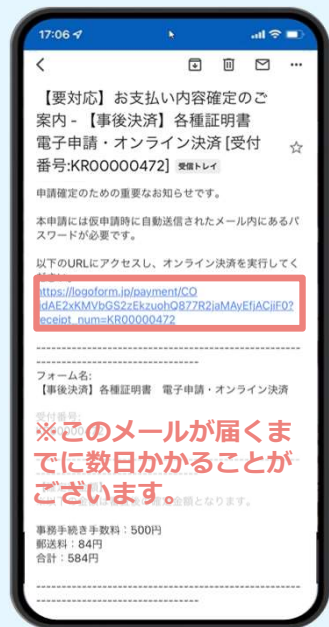 17:06
【要対応】お支払い内容確定のご
案内 - 【事後決済】各種証明書
電子申請・オンライン決済 [受付
番号:KR00000472] 受信トレイ
申請確定のための重要なお知らせです。
本申請には仮申請時に自動送信されたメール内にあるパ
スワードが必要です。
以下のURLにアクセスし、オンライン決済を実行してく
https://logoform.jp/payment/CO
dAE2xKMVbGS2zEkzuohQ877R2jaMAyEfjACjiF0?
receipt_num=KR00000472
--------------------------------------------------
------------------------------
フォーム名:
【事後決済】各種証明書 電子申請・オンライン決済
受付番号:
※このメールが届くま
でに数日かかることが
ございます。
金額となります。
事務手続き手数料：500円
郵送料：84円
合計：584円
--------------------------------------------------
------------------------------